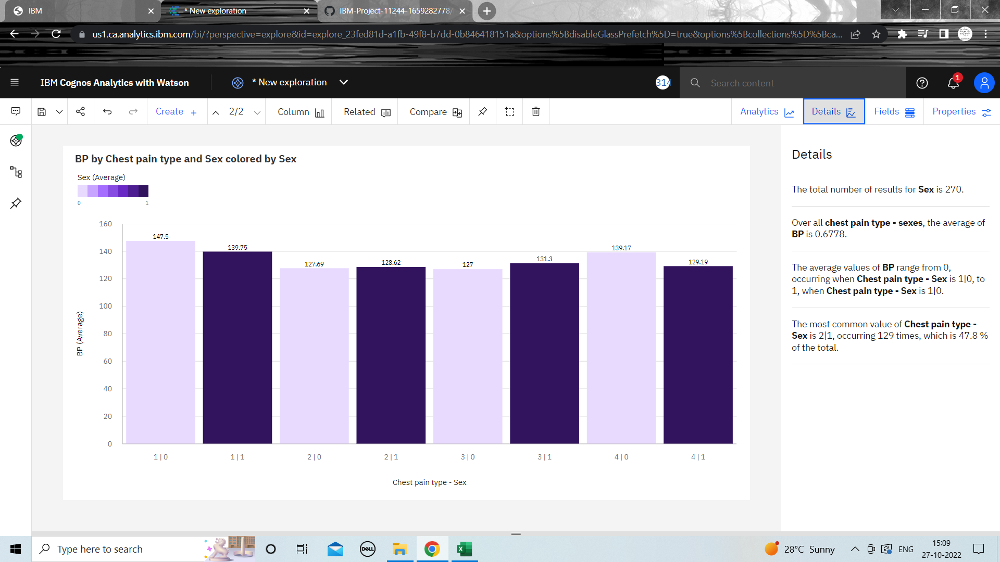 IBM
* New exploration
IBM-Project-11244-1659282778/
us1.ca.analytics.ibm.com/bi/?perspective=explore&id=explore_23fed81d-a1fb-49f8-b7dd-0b846418151a&options%5BdisableGlassPrefetch%5D=true&options%5Bcollections%5D%5Bca...
IBM Cognos Analytics with Watson
* New exploration
314
Search content
1
Create +
2/2
Column
Related
Compare
Analytics
Details
Fields
Properties
BP by Chest pain type and Sex colored by Sex
Sex (Average)
0 1
160
140
120
100
80
60
40
20
0
BP (Average)
147.5
139.75
127.69
128.62
127
131.3
139.17
129.19
1|0 1|1 2|0 2|1 3|0 3|1 4|0 4|1
Chest pain type - Sex
Details
The total number of results for Sex is 270.
Over all chest pain type - sexes, the average of
BP is 0.6778.
The average values of BP range from 0,
occurring when Chest pain type - Sex is 1|0, to
1, when Chest pain type - Sex is 1|0.
The most common value of Chest pain type -
Sex is 2|1, occurring 129 times, which is 47.8 %
of the total.
Type here to search
DELL
28°C Sunny
ENG
15:09
27-10-2022